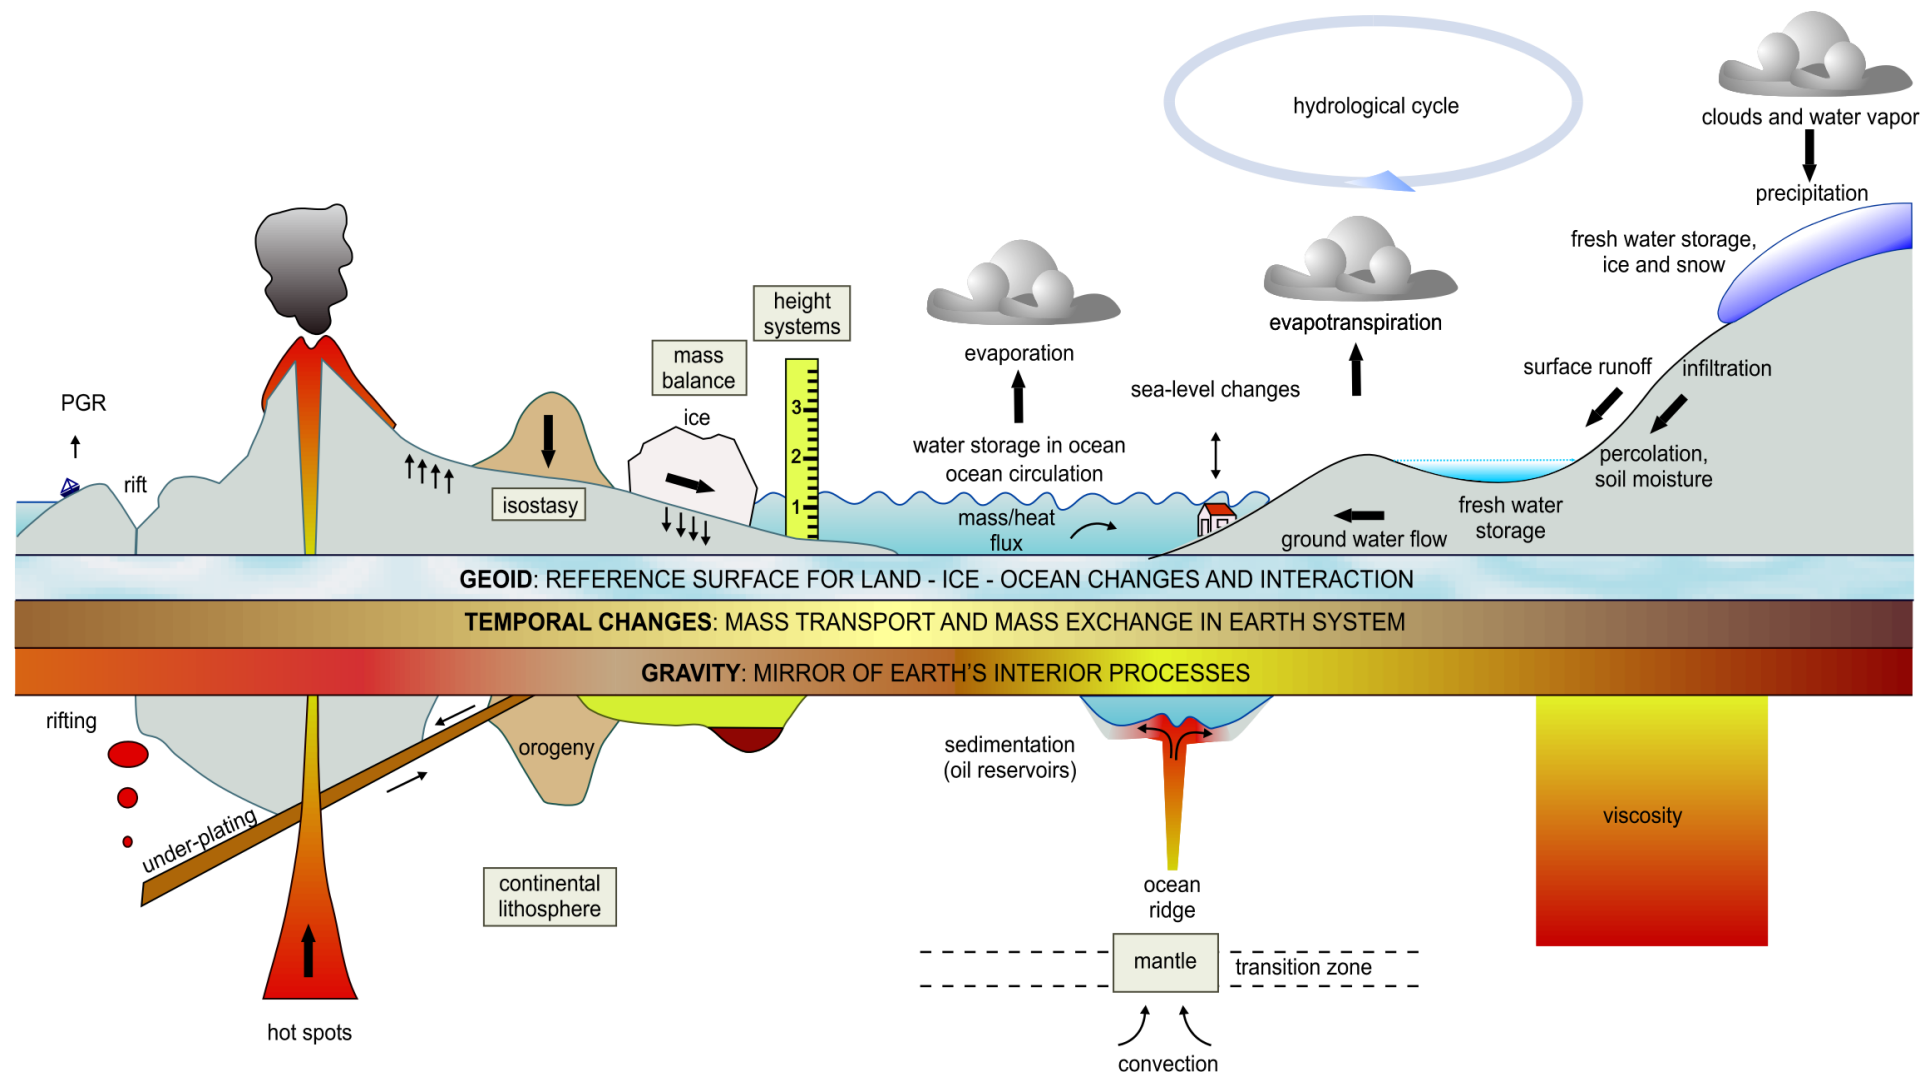 hydrological cycle
clouds and water vapor
precipitation
fresh water storage,
ice and snow
height
systems
evapotranspiration
mass
balance
evaporation
surface runoff
infiltration
sea-level changes
PGR
ice
3
2
1
water storage in ocean
ocean circulation
percolation,
soil moisture
rift
isostasy
mass/heat
flux
fresh water
storage
ground water flow
GEOID: REFERENCE SURFACE FOR LAND - ICE - OCEAN CHANGES AND INTERACTION
TEMPORAL CHANGES: MASS TRANSPORT AND MASS EXCHANGE IN EARTH SYSTEM
GRAVITY: MIRROR OF EARTH'S INTERIOR PROCESSES
rifting
orogeny
sedimentation
(oil reservoirs)
under-plating
viscosity
continental
lithosphere
ocean
ridge
mantle
transition zone
hot spots
convection